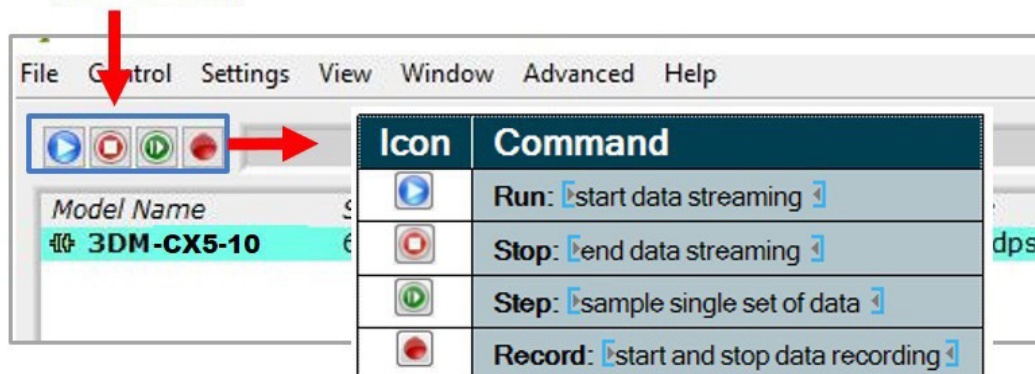 File Control Settings View Window Advanced Help
Icon Command
Run: start data streaming
Model Name
3DM-CX5-10
dps
Stop: end data streaming
Step: sample single set of data
Record: start and stop data recording